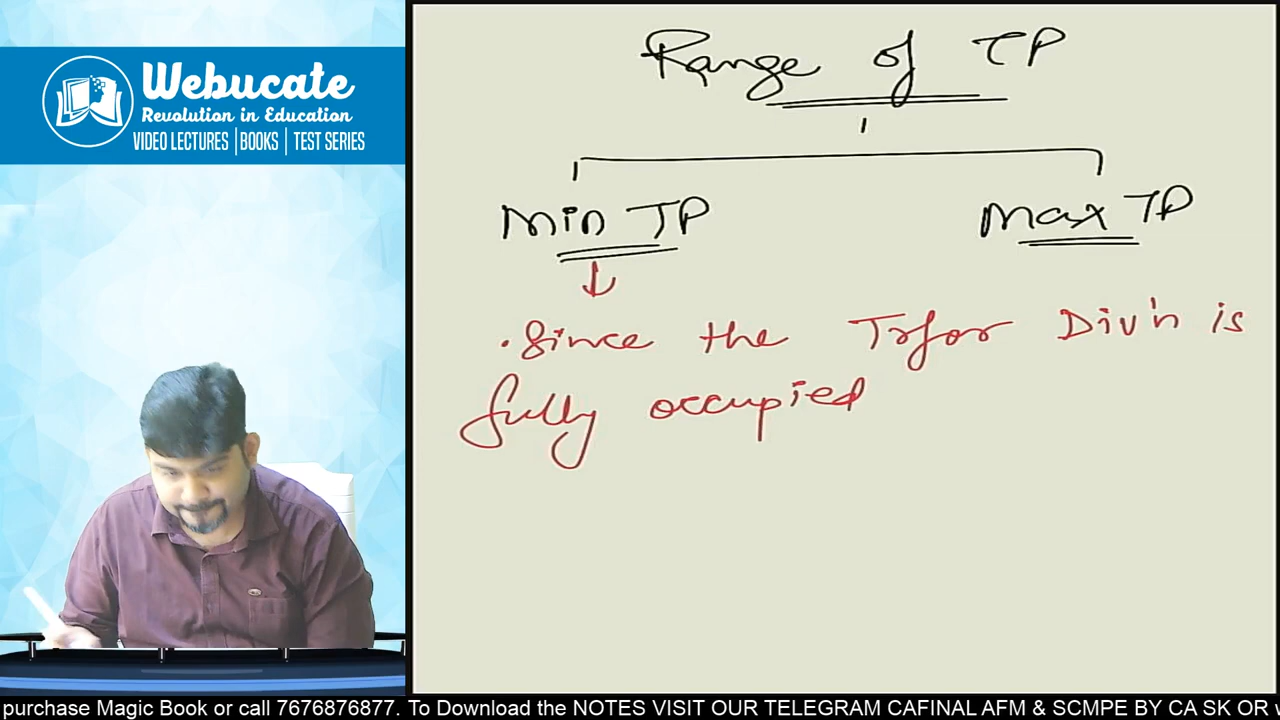 Webucate
Revolution in Education
VIDEO LECTURES | BOOKS | TEST SERIES
Range of TP
Min TP
Max TP
. Since the Trfor Div'n is
fully occupied
purchase Magic Book or call 7676876877. To Download the NOTES VISIT OUR TELEGRAM CAFINAL AFM & SCMPE BY CA SK OR